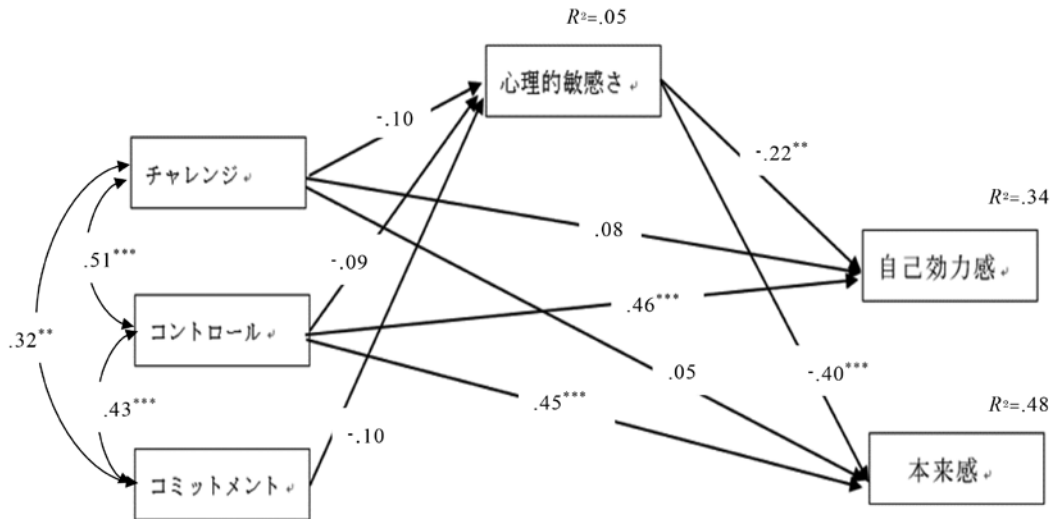 R²=.05
心理的敏感さ
-.10
チャレンジ
-.22**
R²=.34
.08
自己効力感
.51***
-.09
.46***
コントロール
.32**
.05
-.40***
.45***
R²=.48
.43***
-.10
本来感
コミットメント